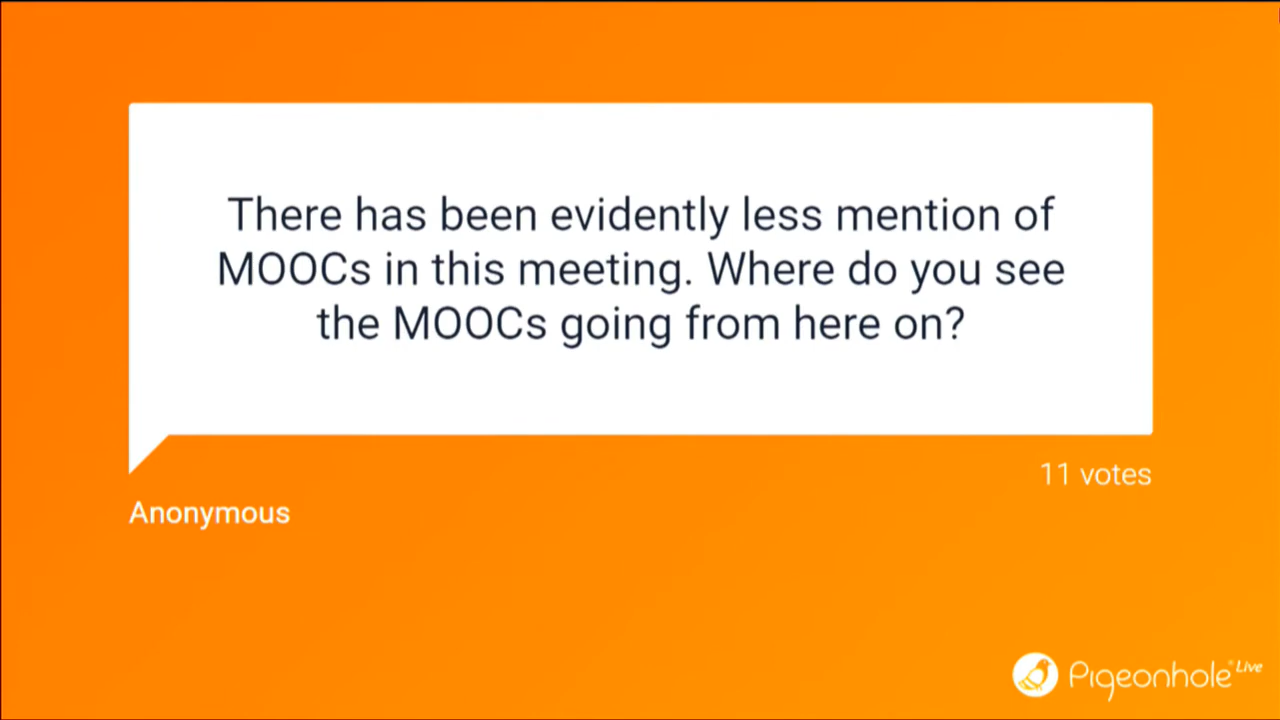 There has been evidently less mention of
MOOCs in this meeting. Where do you see
the MOOCs going from here on?
11 votes
Anonymous
Pigeonhole Live